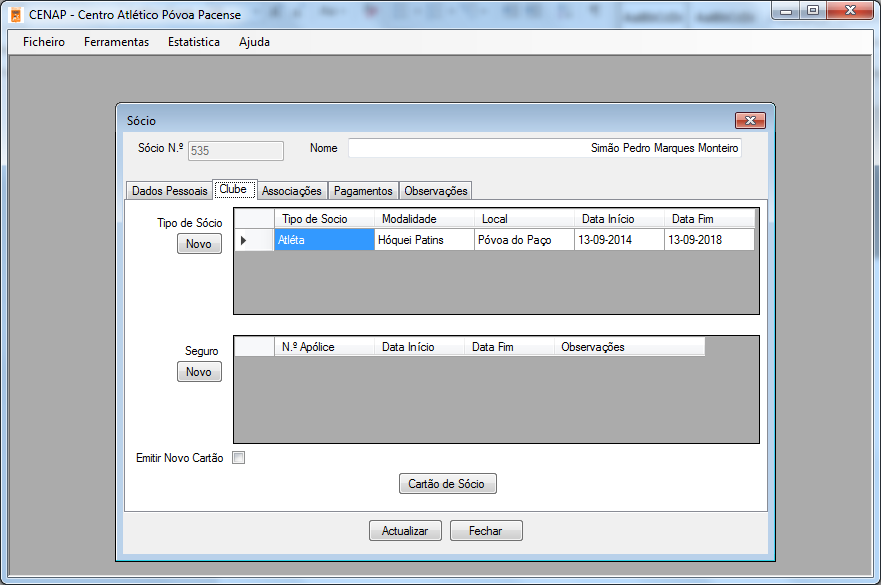 CENAP - Centro Atlético Póvoa Pacense
Ficheiro Ferramentas Estatistica Ajuda
Sócio
Sócio N.º 535 Nome Simão Pedro Marques Monteiro
Dados Pessoais Clube Associações Pagamentos Observações
Tipo de Sócio
Novo
Tipo de Socio Modalidade Local Data Início Data Fim
Atléta Hóquei Patins Póvoa do Paço 13-09-2014 13-09-2018
Seguro
Novo
N.º Apólice Data Início Data Fim Observações
Emitir Novo Cartão
Cartão de Sócio
Actualizar Fechar